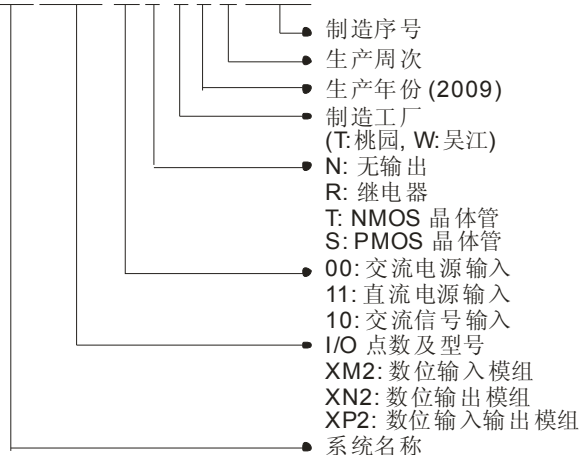 制造序号
生产周次
生产年份 (2009)
制造工厂
(T:桃园, W:吴江)
N: 无输出
R: 继电器
T: NMOS 晶体管
S: PMOS 晶体管
00: 交流电源输入
11: 直流电源输入
10: 交流信号输入
I/O 点数及型号
XM2: 数位输入模组
XN2: 数位输出模组
XP2: 数位输入输出模组
系统名称